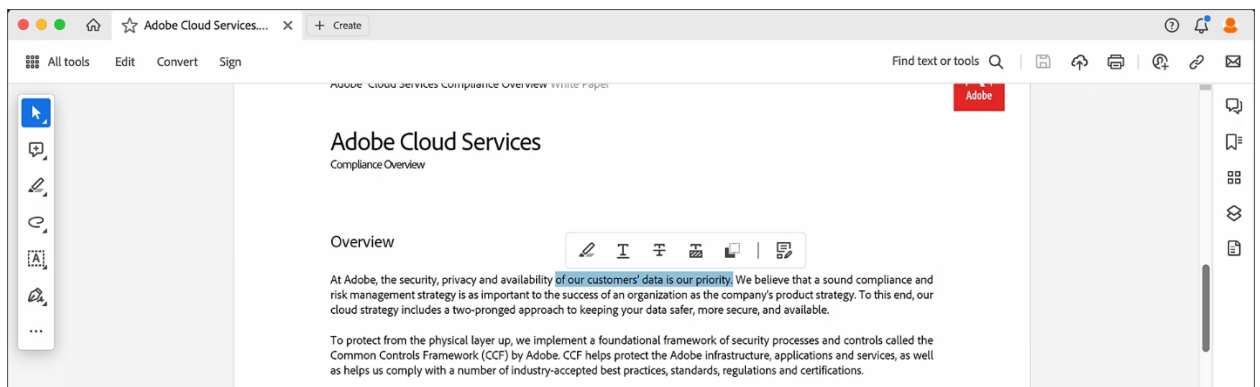 Adobe Cloud Services....
+ Create
All tools Edit Convert Sign
Find text or tools
Adobe Cloud Services Compliance Overview White Paper
Adobe
Adobe Cloud Services
Compliance Overview
Overview
At Adobe, the security, privacy and availability of our customers' data is our priority. We believe that a sound compliance and
risk management strategy is as important to the success of an organization as the company's product strategy. To this end, our
cloud strategy includes a two-pronged approach to keeping your data safer, more secure, and available.
To protect from the physical layer up, we implement a foundational framework of security processes and controls called the
Common Controls Framework (CCF) by Adobe. CCF helps protect the Adobe infrastructure, applications and services, as well
as helps us comply with a number of industry-accepted best practices, standards, regulations and certifications.